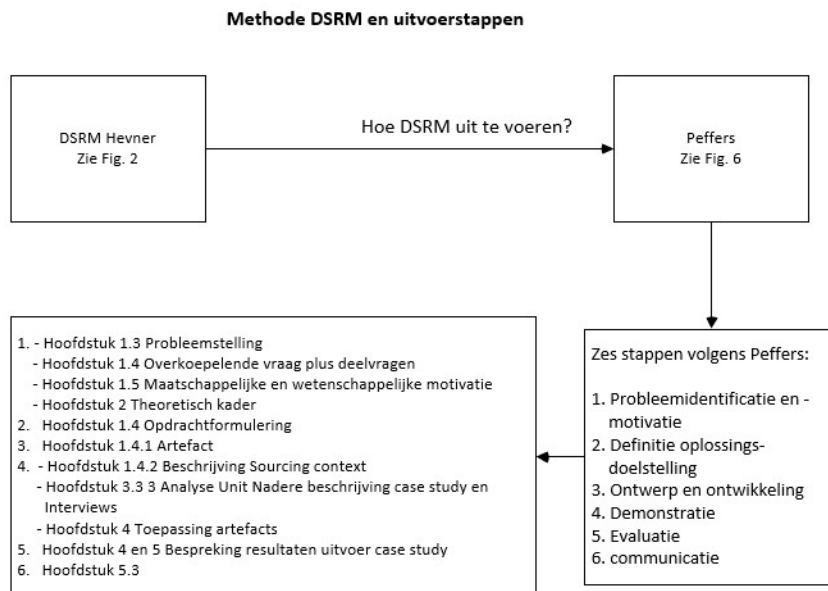 Methode DSRM en uitvoerstappen
DSRM Hevner
Zie Fig. 2
Hoe DSRM uit te voeren?
Peffers
Zie Fig. 6
Zes stappen volgens Peffers:
1. Probleemidentificatie en -
motivatie
2. Definitie oplossings-
doelstelling
3. Ontwerp en ontwikkeling
4. Demonstratie
5. Evaluatie
6. communicatie
1. - Hoofdstuk 1.3 Probleemstelling
- Hoofdstuk 1.4 Overkoepelende vraag plus deelvragen
- Hoofdstuk 1.5 Maatschappelijke en wetenschappelijke motivatie
- Hoofdstuk 2 Theoretisch kader
2. Hoofdstuk 1.4 Opdrachtformulering
3. Hoofdstuk 1.4.1 Artefact
4. - Hoofdstuk 1.4.2 Beschrijving Sourcing context
- Hoofdstuk 3.3 3 Analyse Unit Nadere beschrijving case study en
Interviews
- Hoofdstuk 4 Toepassing artefacts
5. Hoofdstuk 4 en 5 Bespreking resultaten uitvoer case study
6. Hoofdstuk 5.3